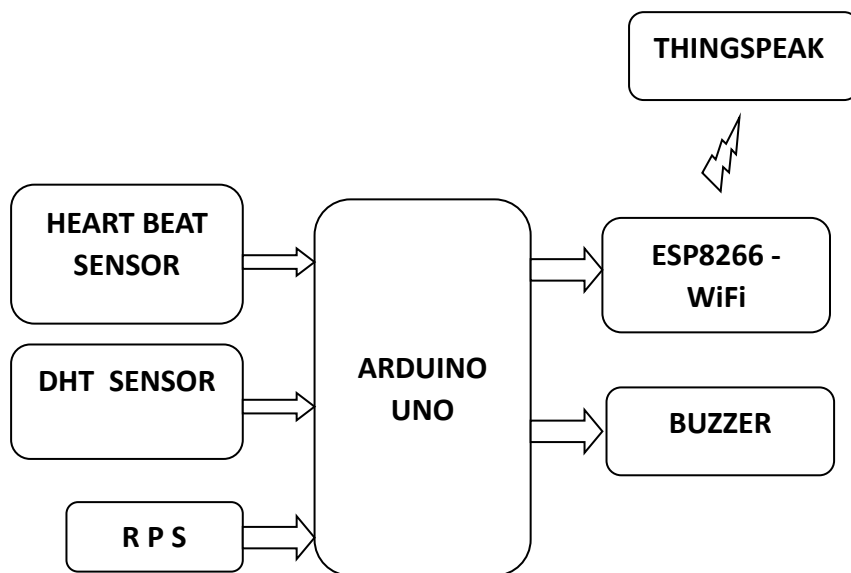 THINGSPEAK
HEART BEAT
SENSOR
ESP8266 -
WiFi
DHT  SENSOR
ARDUINO
UNO
BUZZER
R P S